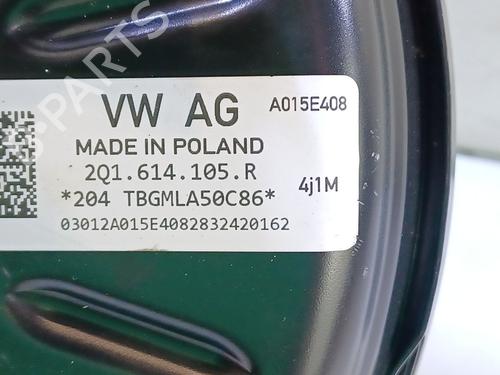 VW AG
A015E408
MADE IN POLAND
2Q1.614.105.R
*204 TBGMLA50C86*
4j1M
03012A015E4082832420162